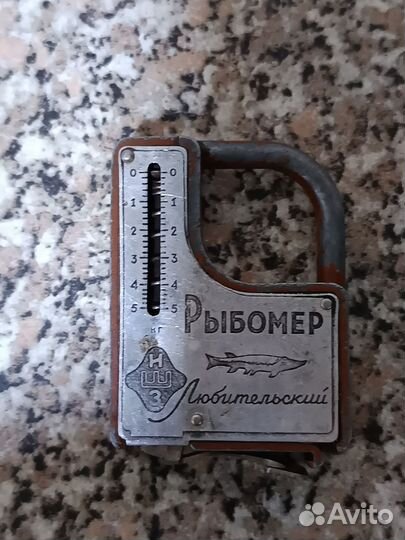 0 0
1 1
2 2
3 3
4 4
5 5
кг
РЫБОМЕР
Н
З
Любительский
Avito